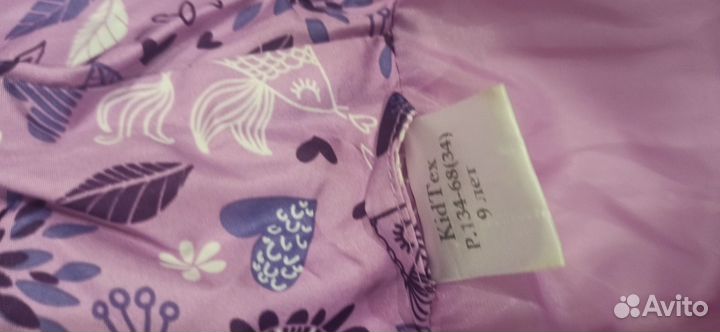 KidTex
Р.134-68(34)
9 лет
Avito